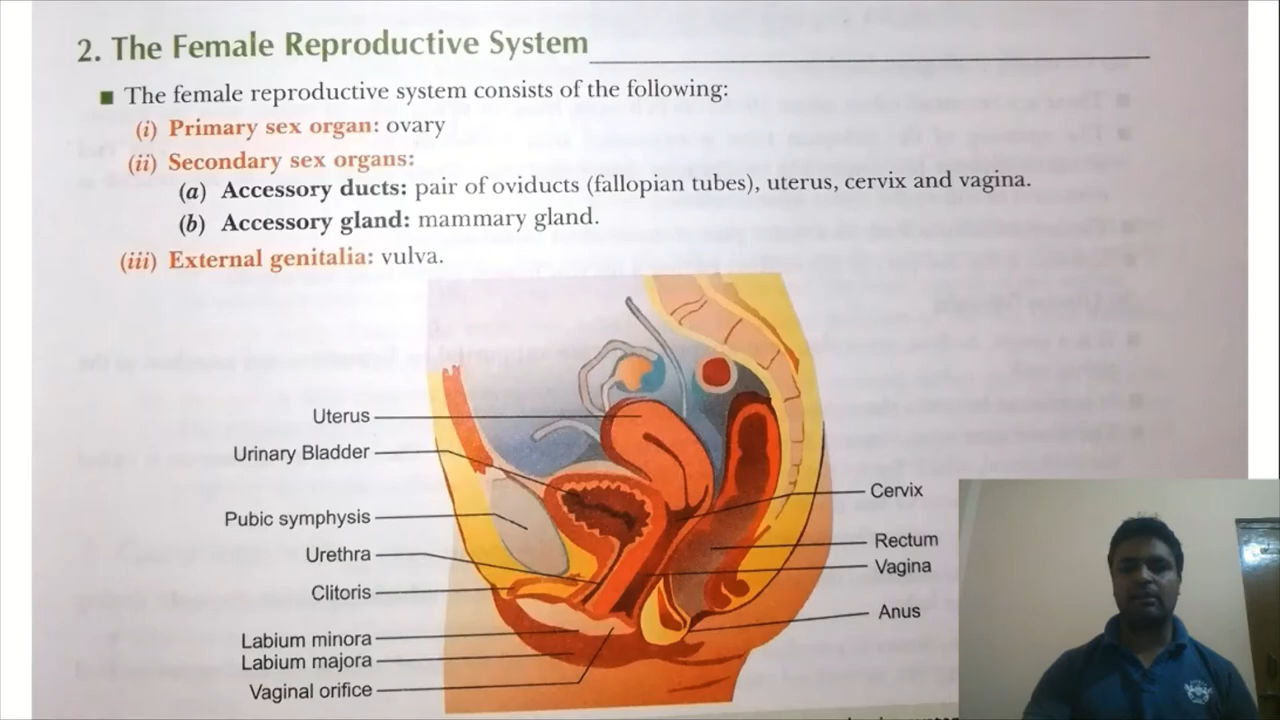 2. The Female Reproductive System
■ The female reproductive system consists of the following:
(i) Primary sex organ: ovary
(ii) Secondary sex organs:
(a) Accessory ducts: pair of oviducts (fallopian tubes), uterus, cervix and vagina.
(b) Accessory gland: mammary gland.
(iii) External genitalia: vulva.
Uterus
Urinary Bladder
Pubic symphysis
Urethra
Clitoris
Labium minora
Labium majora
Vaginal orifice
Cervix
Rectum
Vagina
Anus